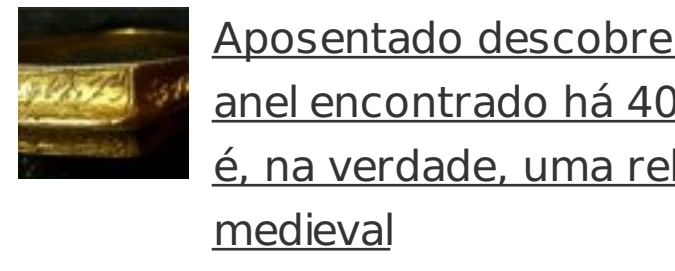 Aposentado descobre
anel encontrado há 40
é, na verdade, uma
medieval